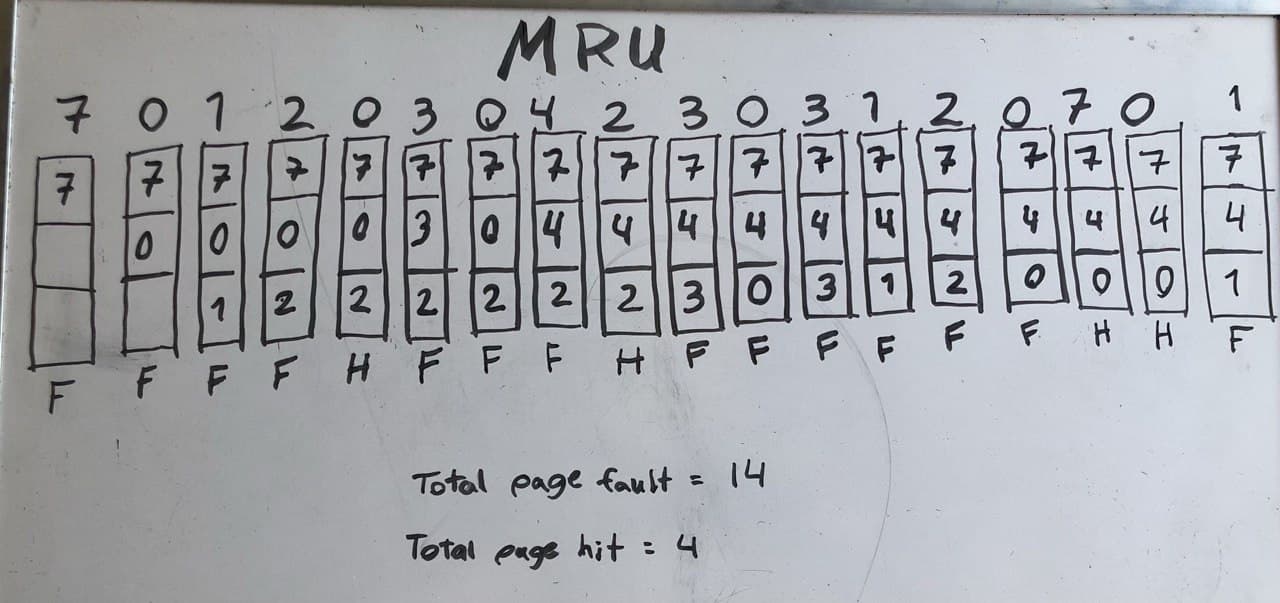 MRU
7 0 1 2 0 3 0 4 2 3 0 3 1 2 0 7 0 1
7 7 7 7 7 7 7 7 7 7 7 7 7 7 7 7 7 7
0 0 0 0 3 0 4 4 4 4 4 4 4 4 4 4 4
1 2 2 2 2 2 2 3 0 3 1 2 0 0 0 1
F F F F H F F F H F F F F F F H H F
Total page fault = 14
Total page hit = 4